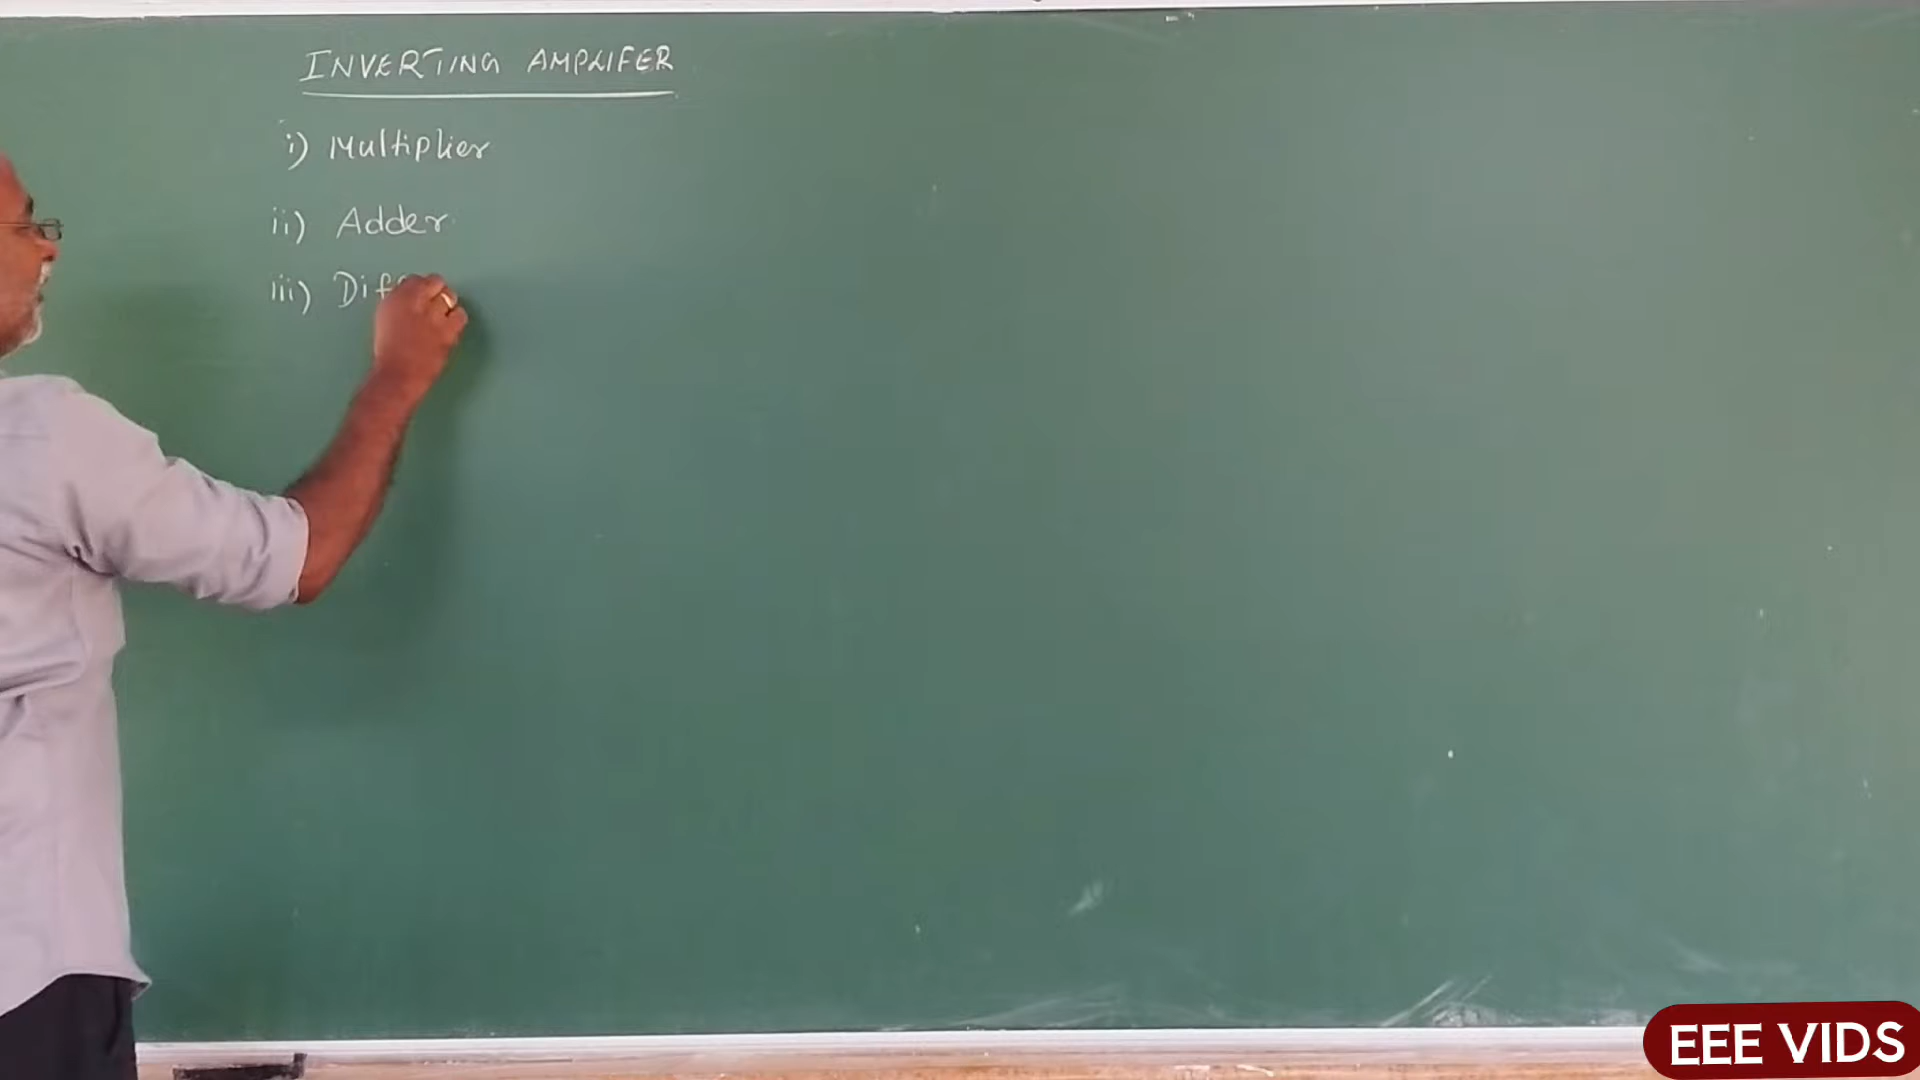 INVERTING AMPLIFER
i) Multiplier
ii) Adder
iii) Dif
EEE VIDS